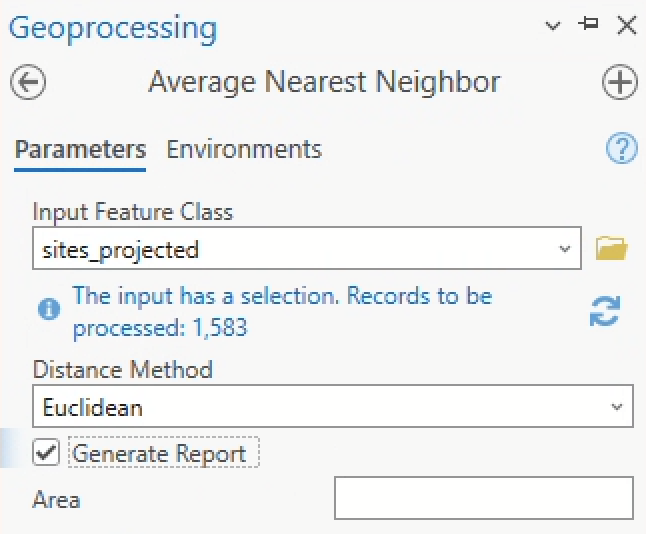 Geoprocessing
Average Nearest Neighbor
Parameters Environments
Input Feature Class
sites_projected
The input has a selection. Records to be
processed: 1,583
Distance Method
Euclidean
Generate Report
Area